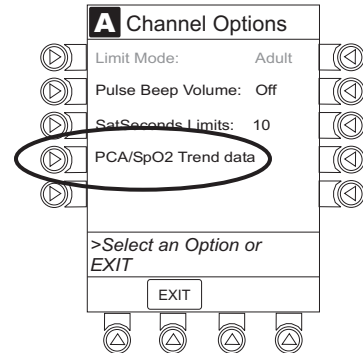 A Channel Options
Limit Mode: Adult
Pulse Beep Volume: Off
SatSeconds Limits: 10
PCA/SpO2 Trend data
>Select an Option or
EXIT
EXIT